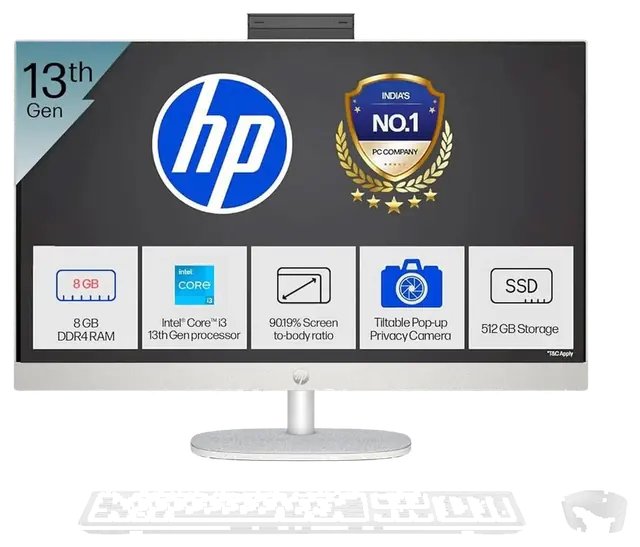 13th
Gen
hp
INDIA'S
NO.1
PC COMPANY
8 GB
8 GB
DDR4 RAM
intel
CORE
i3
Intel® Core™ i3
13th Gen processor
90.19% Screen
to-body ratio
Tiltable Pop-up
Privacy Camera
SSD
512 GB Storage
*T&C Apply
hp